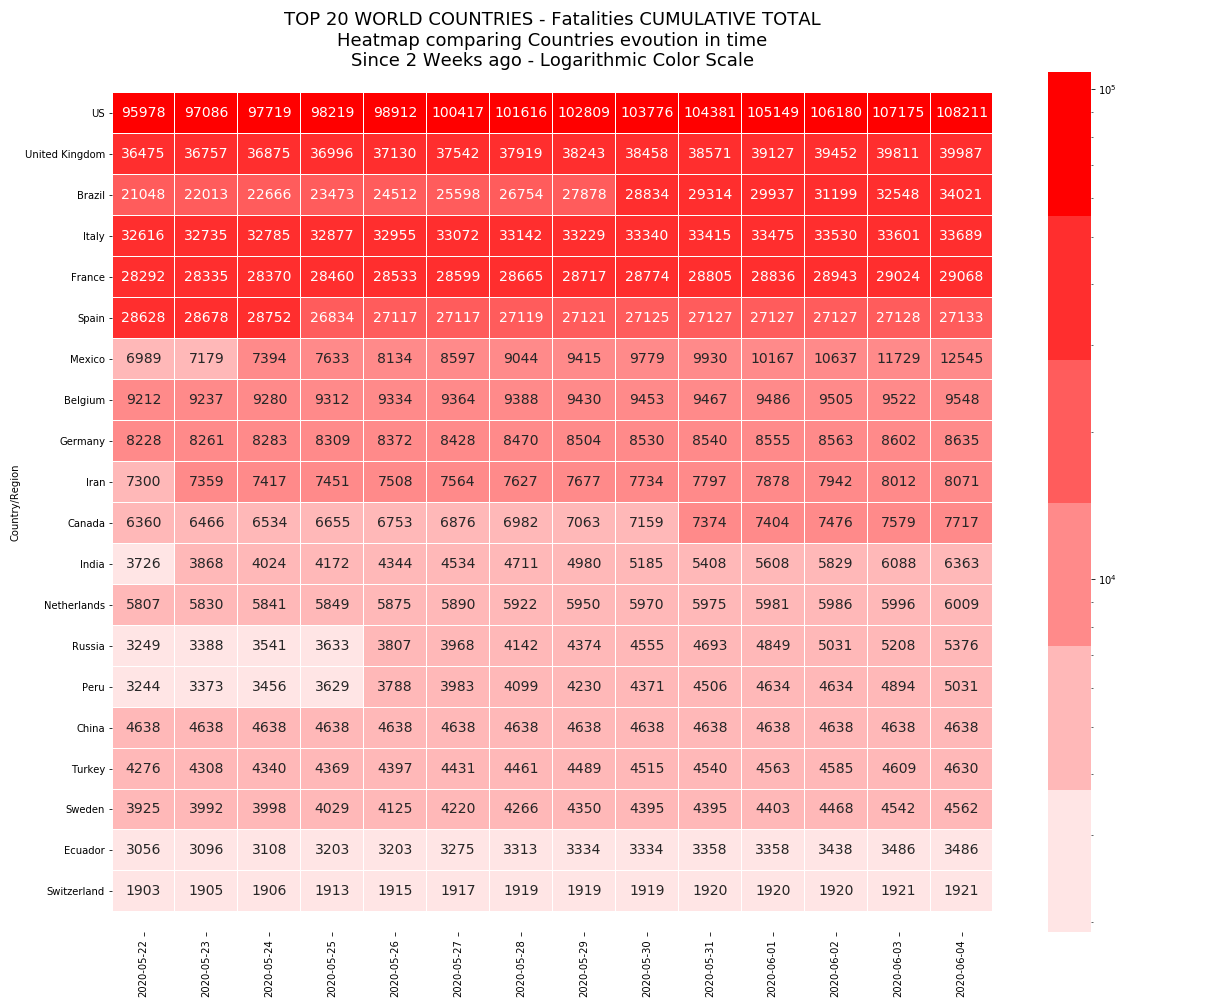 TOP 20 WORLD COUNTRIES - Fatalities CUMULATIVE TOTAL
Heatmap comparing Countries evoution in time
Since 2 Weeks ago - Logarithmic Color Scale
US 95978 97086 97719 98219 98912 100417 101616 102809 103776 104381 105149 106180 107175 108211
United Kingdom 36475 36757 36875 36996 37130 37542 37919 38243 38458 38571 39127 39452 39811 39987
Brazil 21048 22013 22666 23473 24512 25598 26754 27878 28834 29314 29937 31199 32548 34021
Italy 32616 32735 32785 32877 32955 33072 33142 33229 33340 33415 33475 33530 33601 33689
France 28292 28335 28370 28460 28533 28599 28665 28717 28774 28805 28836 28943 29024 29068
Spain 28628 28678 28752 26834 27117 27117 27119 27121 27125 27127 27127 27127 27128 27133
Mexico 6989 7179 7394 7633 8134 8597 9044 9415 9779 9930 10167 10637 11729 12545
Belgium 9212 9237 9280 9312 9334 9364 9388 9430 9453 9467 9486 9505 9522 9548
Germany 8228 8261 8283 8309 8372 8428 8470 8504 8530 8540 8555 8563 8602 8635
Iran 7300 7359 7417 7451 7508 7564 7627 7677 7734 7797 7878 7942 8012 8071
Canada 6360 6466 6534 6655 6753 6876 6982 7063 7159 7374 7404 7476 7579 7717
India 3726 3868 4024 4172 4344 4534 4711 4980 5185 5408 5608 5829 6088 6363
Netherlands 5807 5830 5841 5849 5875 5890 5922 5950 5970 5975 5981 5986 5996 6009
Russia 3249 3388 3541 3633 3807 3968 4142 4374 4555 4693 4849 5031 5208 5376
Peru 3244 3373 3456 3629 3788 3983 4099 4230 4371 4506 4634 4634 4894 5031
China 4638 4638 4638 4638 4638 4638 4638 4638 4638 4638 4638 4638 4638 4638
Turkey 4276 4308 4340 4369 4397 4431 4461 4489 4515 4540 4563 4585 4609 4630
Sweden 3925 3992 3998 4029 4125 4220 4266 4350 4395 4395 4403 4468 4542 4562
Ecuador 3056 3096 3108 3203 3203 3275 3313 3334 3334 3358 3358 3438 3486 3486
Switzerland 1903 1905 1906 1913 1915 1917 1919 1919 1919 1920 1920 1920 1921 1921
2020-05-22 2020-05-23 2020-05-24 2020-05-25 2020-05-26 2020-05-27 2020-05-28 2020-05-29 2020-05-30 2020-05-31 2020-06-01 2020-06-02 2020-06-03 2020-06-04
Country/Region
10⁵
10⁴